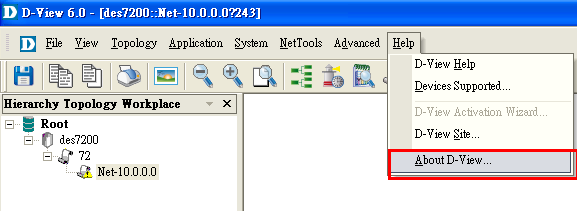 D-View 6.0 - [des7200::Net-10.0.0.0?243]
File View Topology Application System NetTools Advanced Help
D-View Help
Devices Supported...
D-View Activation Wizard...
D-View Site...
About D-View...
Hierarchy Topology Workplace
Root
des7200
72
Net-10.0.0.0